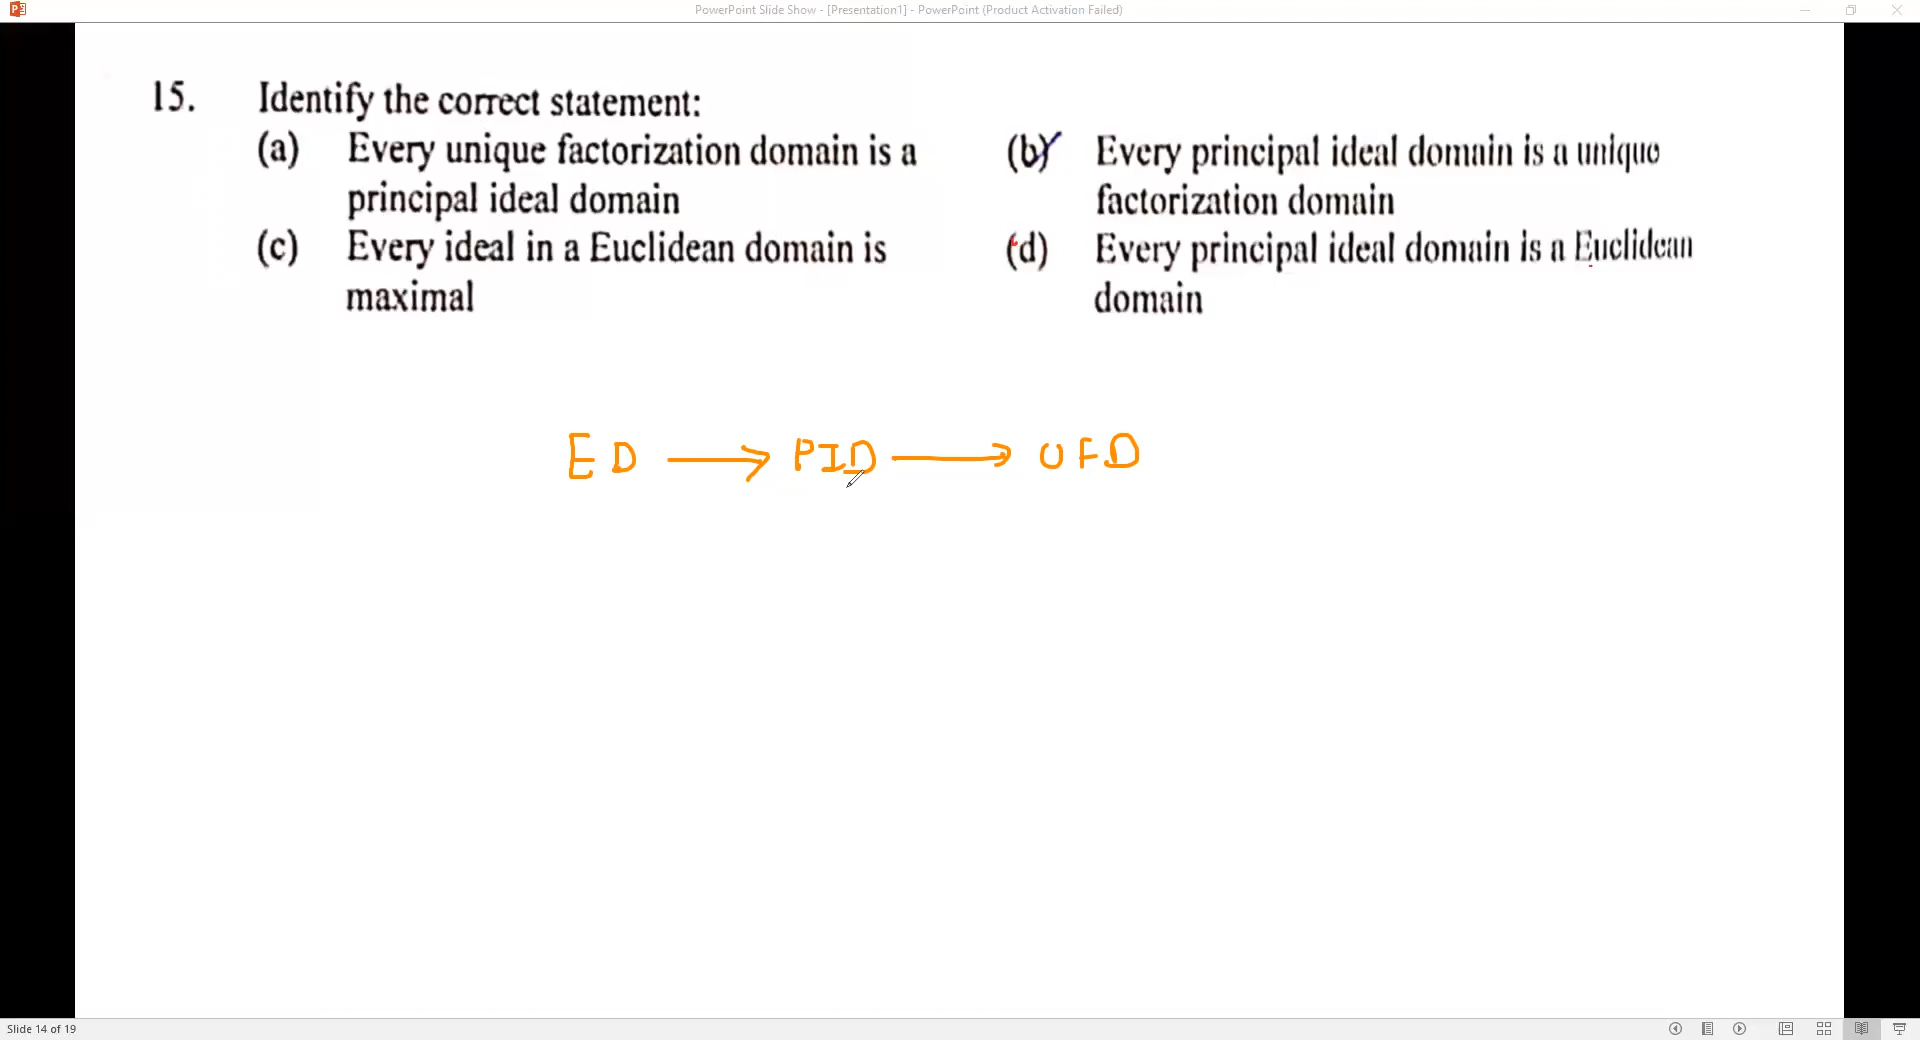 PowerPoint Slide Show - [Presentation1] - PowerPoint (Product Activation Failed)
15. Identify the correct statement:
(a) Every unique factorization domain is a
principal ideal domain
(b) Every principal ideal domain is a unique
factorization domain
(c) Every ideal in a Euclidean domain is
maximal
(d) Every principal ideal domain is a Euclidean
domain
ED → PID → UFD
Slide 14 of 19